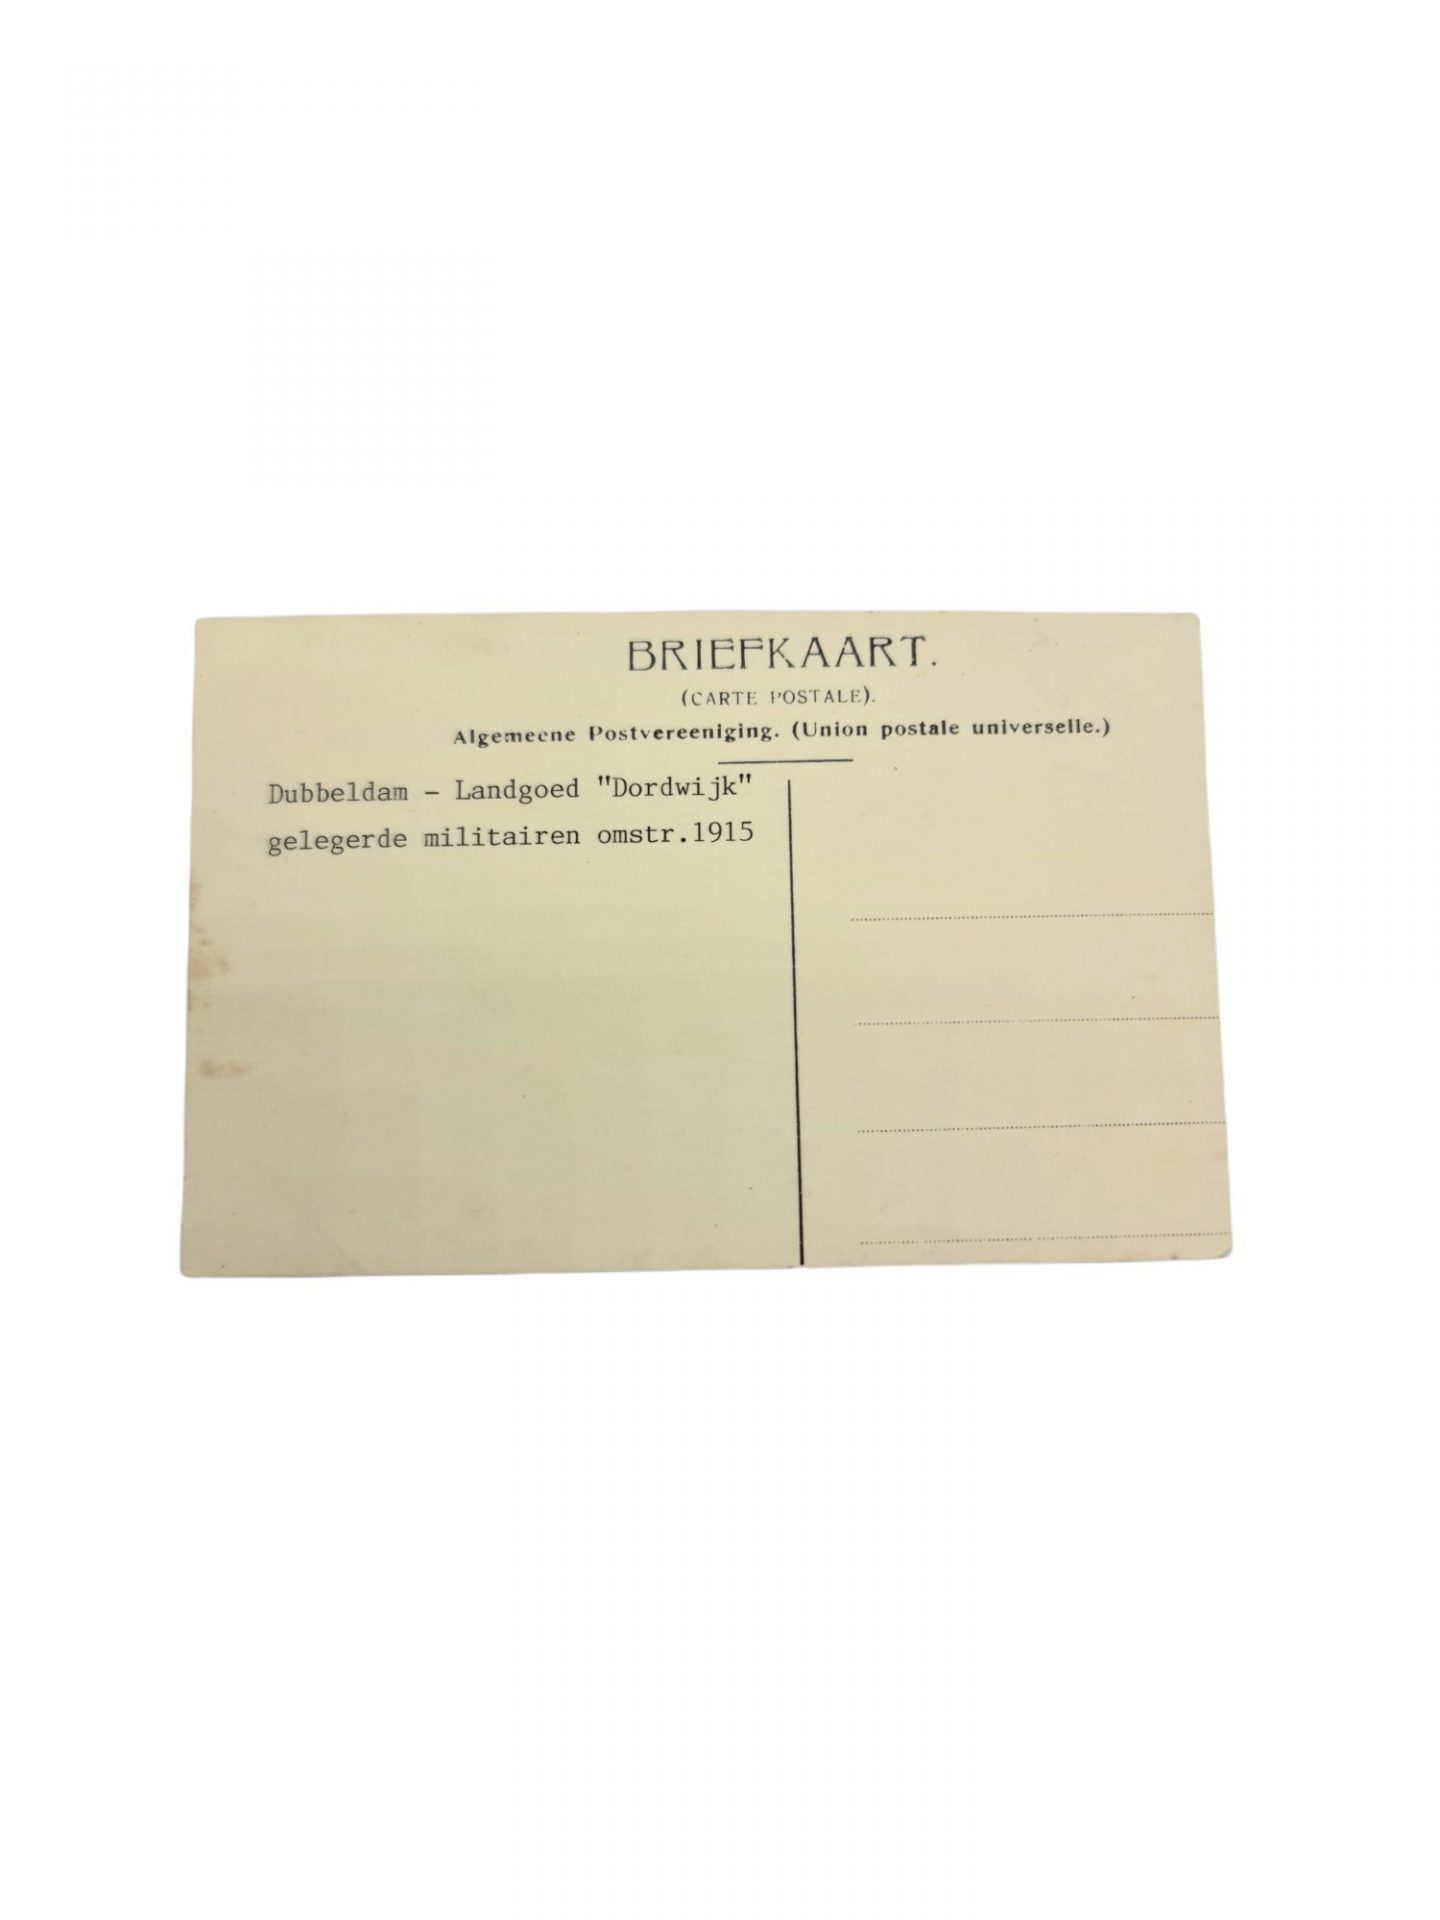 BRIEFKAART.
(CARTE POSTALE).
Algemeene Postvereeniging. (Union postale universelle.)
Dubbeldam – Landgoed "Dordwijk"
gelegerde militairen omstr.1915